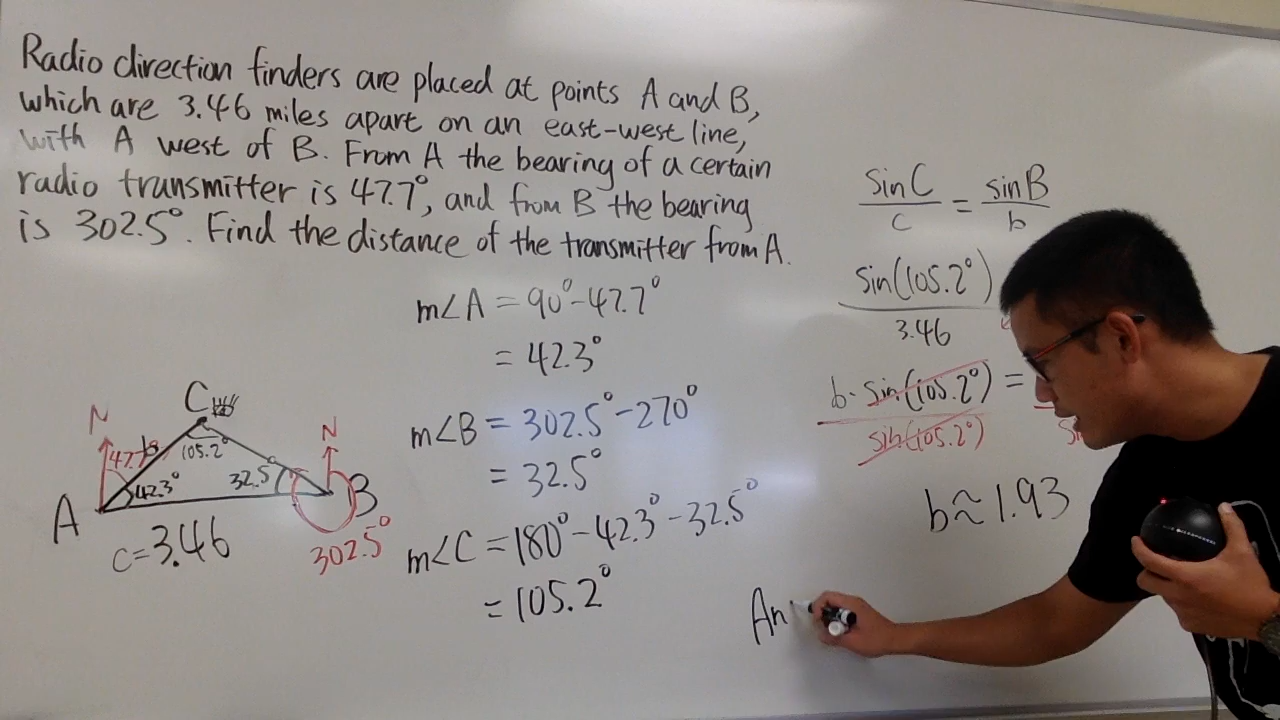 Radio direction finders are placed at points A and B,
which are 3.46 miles apart on an east-west line,
with A west of B. From A the bearing of a certain
radio transmitter is 47.7°, and from B the bearing
is 302.5°. Find the distance of the transmitter from A.
m∠A = 90° - 47.7°
= 42.3°
m∠B = 302.5° - 270°
= 32.5°
m∠C = 180° - 42.3° - 32.5°
= 105.2°
C
N
b
105.2°
N
42.3°
32.5°
A
B
c = 3.46
302.5°
sin C / c = sin B / b
sin(105.2°) / 3.46
b · sin(105.2°) =
sin(105.2°)
b ≈ 1.93
An